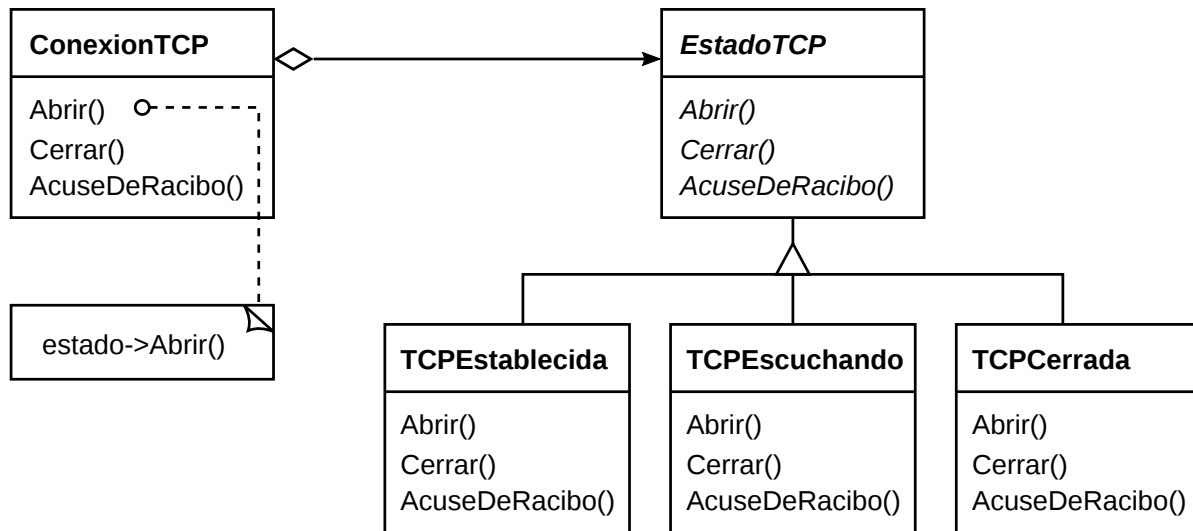 ConexionTCP
Abrir()
Cerrar()
AcuseDeRacibo()
estado->Abrir()
EstadoTCP
Abrir()
Cerrar()
AcuseDeRacibo()
TCPEstablecida
Abrir()
Cerrar()
AcuseDeRacibo()
TCPEscuchando
Abrir()
Cerrar()
AcuseDeRacibo()
TCPCerrada
Abrir()
Cerrar()
AcuseDeRacibo()